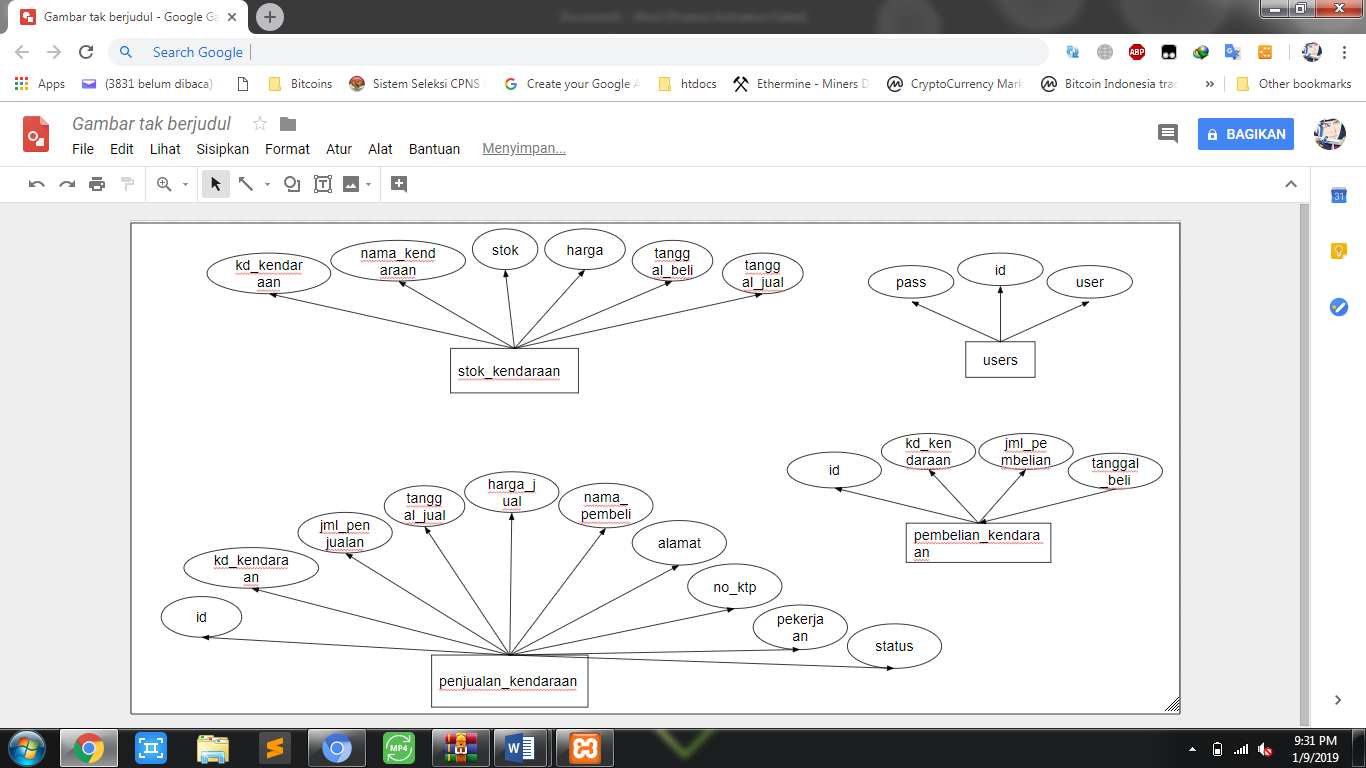 Gambar tak berjudul - Google Ga
Search Google
ABP
Apps
(3831 belum dibaca)
Bitcoins
Sistem Seleksi CPNS
Create your Google A
htdocs
Ethermine - Miners D
CryptoCurrency Mark
Bitcoin Indonesia trad
»
Other bookmarks
Gambar tak berjudul
BAGIKAN
File Edit Lihat Sisipkan Format Atur Alat Bantuan Menyimpan...
31
kd_kendar
aan
nama_kend
araan
stok
harga
tangg
al_beli
tangg
al_jual
stok_kendaraan
pass
id
user
users
id
kd_ken
daraan
jml_pe
mbelian
tanggal
_beli
pembelian_kendara
an
id
kd_kendara
an
jml_pen
jualan
tangg
al_jual
harga_j
ual
nama_
pembeli
alamat
no_ktp
pekerja
an
status
penjualan_kendaraan
MP4
9:31 PM
1/9/2019